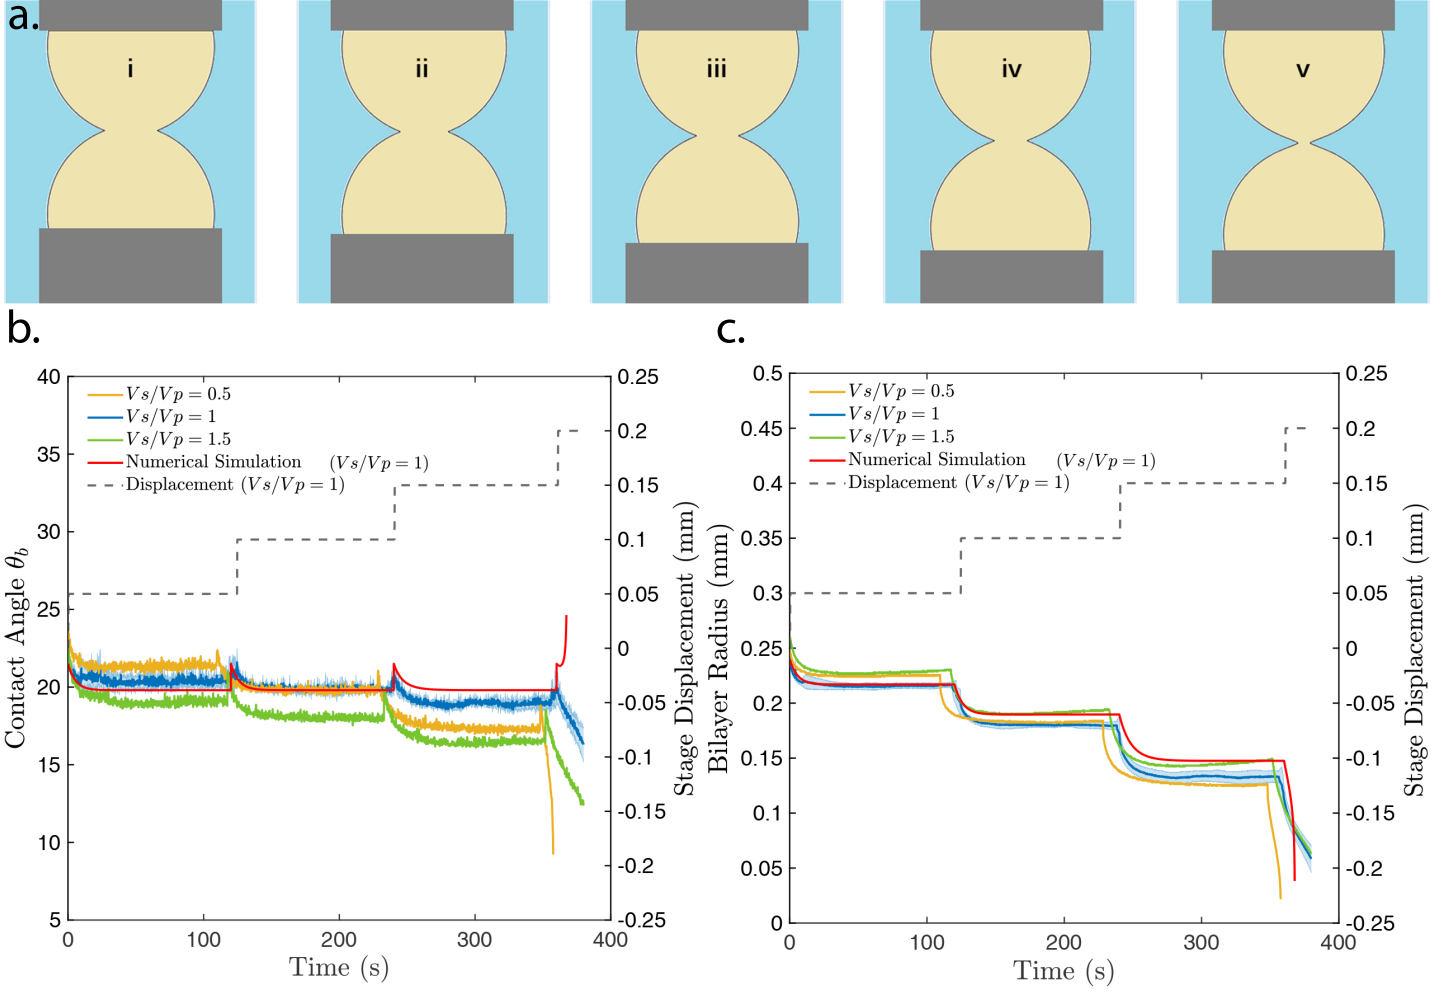 a.
i
ii
iii
iv
v
b.
Vs/Vp = 0.5
Vs/Vp = 1
Vs/Vp = 1.5
Numerical Simulation (Vs/Vp = 1)
Displacement (Vs/Vp = 1)
40
35
30
25
20
15
10
5
Contact Angle θb
0
100
200
300
400
Time (s)
0.25
0.2
0.15
0.1
0.05
0
-0.05
-0.1
-0.15
-0.2
-0.25
Stage Displacement (mm)
c.
Vs/Vp = 0.5
Vs/Vp = 1
Vs/Vp = 1.5
Numerical Simulation (Vs/Vp = 1)
Displacement (Vs/Vp = 1)
0.5
0.45
0.4
0.35
0.3
0.25
0.2
0.15
0.1
0.05
0
Bilayer Radius (mm)
0
100
200
300
400
Time (s)
0.25
0.2
0.15
0.1
0.05
0
-0.05
-0.1
-0.15
-0.2
-0.25
Stage Displacement (mm)